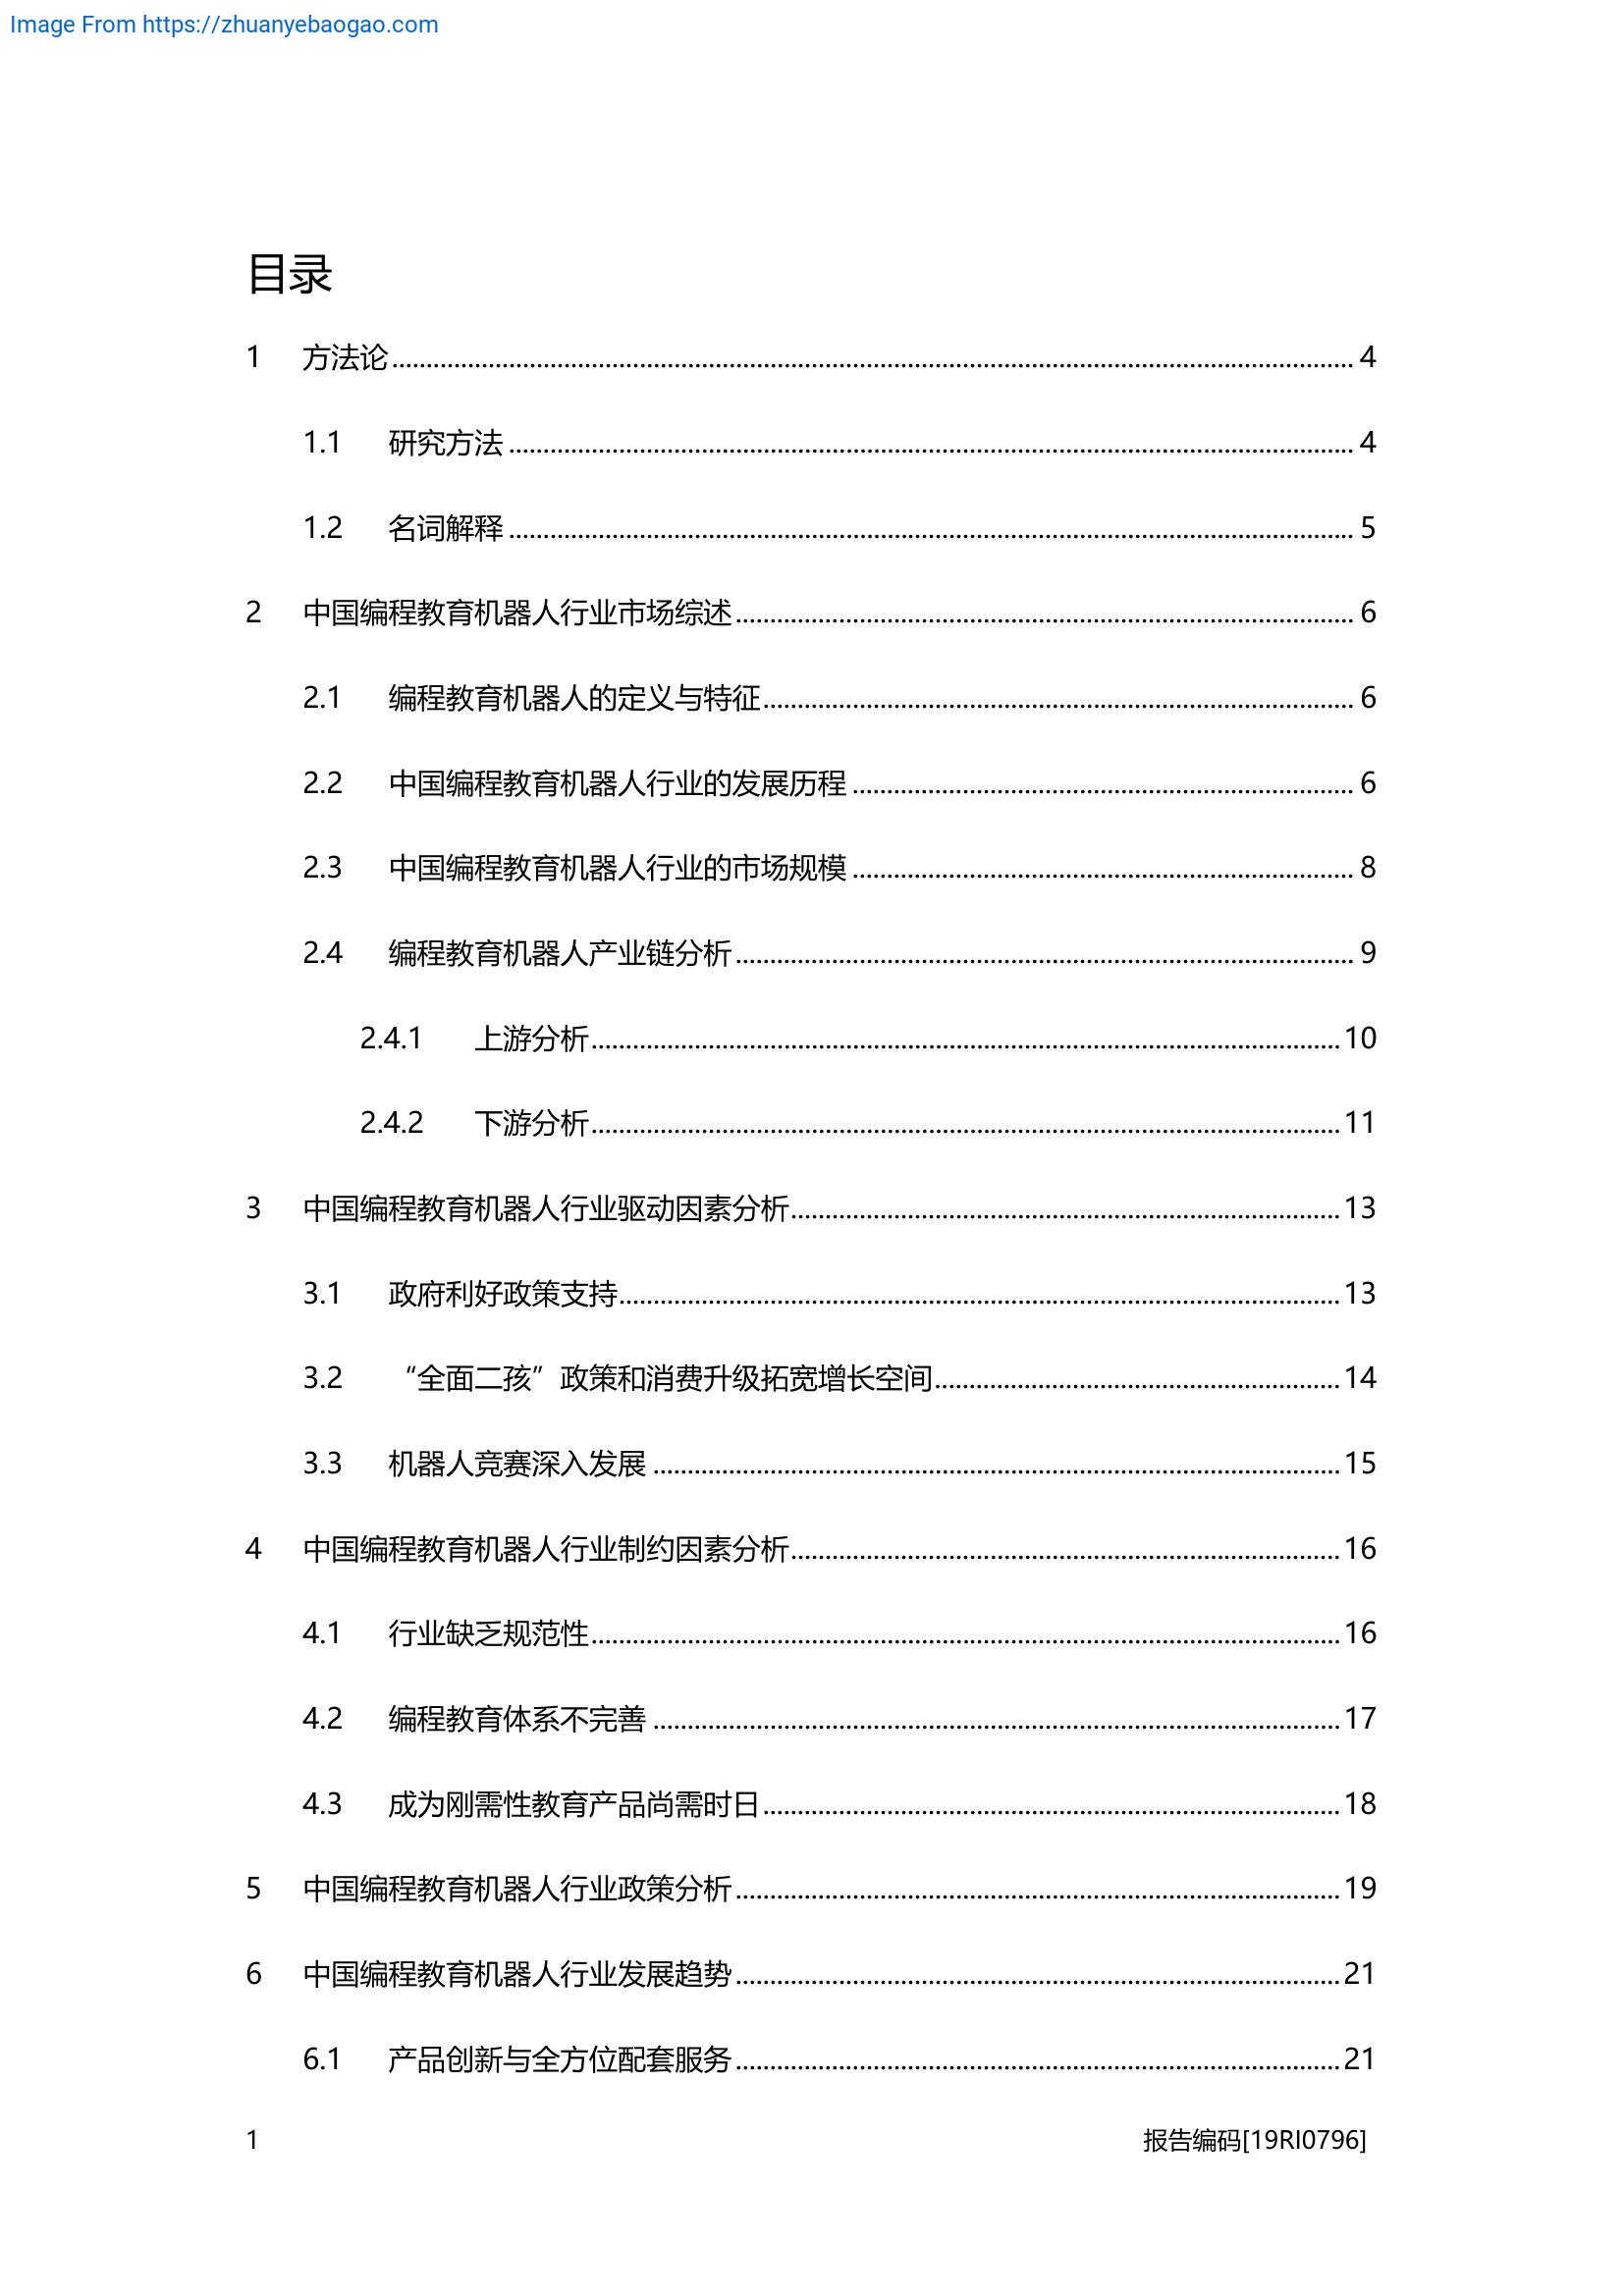 Image From https://zhuanyebaogao.com
目录
1 方法论 4
1.1 研究方法 4
1.2 名词解释 5
2 中国编程教育机器人行业市场综述 6
2.1 编程教育机器人的定义与特征 6
2.2 中国编程教育机器人行业的发展历程 6
2.3 中国编程教育机器人行业的市场规模 8
2.4 编程教育机器人产业链分析 9
2.4.1 上游分析 10
2.4.2 下游分析 11
3 中国编程教育机器人行业驱动因素分析 13
3.1 政府利好政策支持 13
3.2 “全面二孩”政策和消费升级拓宽增长空间 14
3.3 机器人竞赛深入发展 15
4 中国编程教育机器人行业制约因素分析 16
4.1 行业缺乏规范性 16
4.2 编程教育体系不完善 17
4.3 成为刚需性教育产品尚需时日 18
5 中国编程教育机器人行业政策分析 19
6 中国编程教育机器人行业发展趋势 21
6.1 产品创新与全方位配套服务 21
1 报告编码[19RI0796]